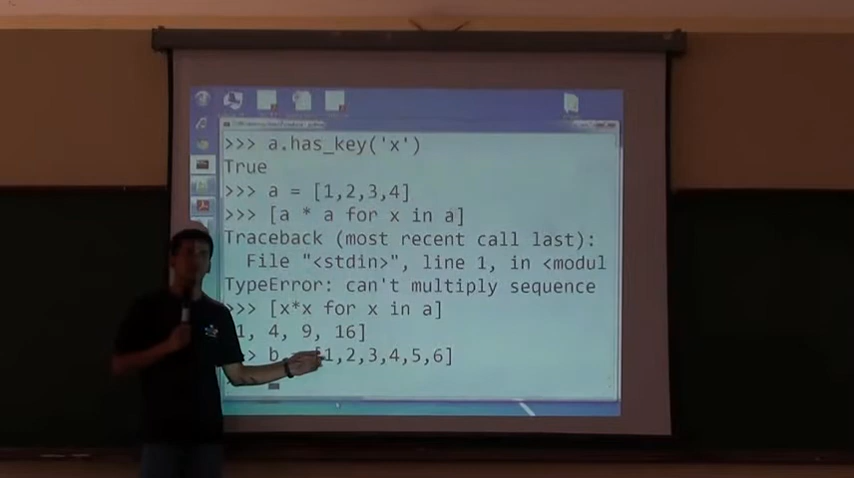 >>> a.has_key('x')
True
>>> a = [1,2,3,4]
>>> [a * a for x in a]
Traceback (most recent call last):
File "<stdin>", line 1, in <modul
TypeError: can't multiply sequence
>>> [x*x for x in a]
1, 4, 9, 16]
> b [1,2,3,4,5,6]